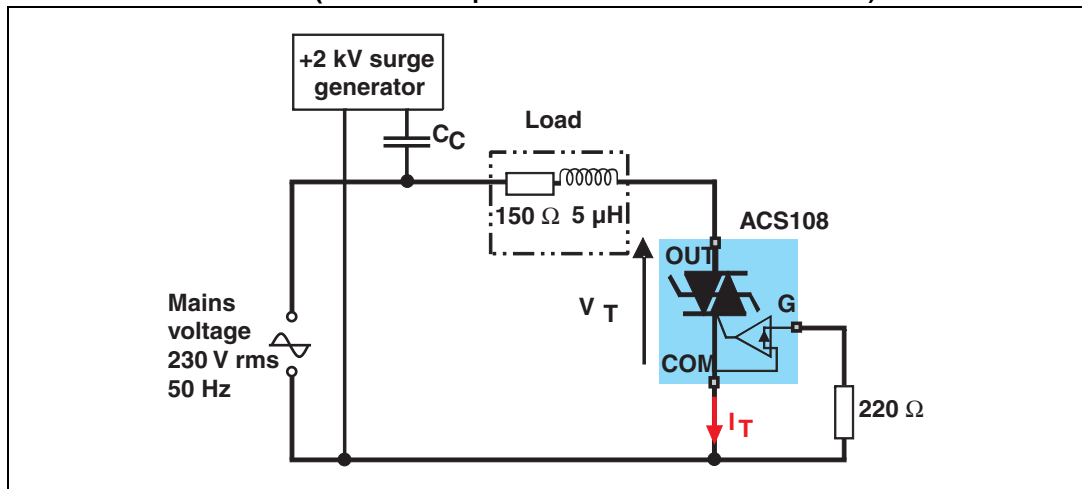 +2 kV surge
generator
CC
Load
150 Ω 5 µH
ACS108
OUT
G
VT
COM
Mains
voltage
230 V rms
50 Hz
220 Ω
IT